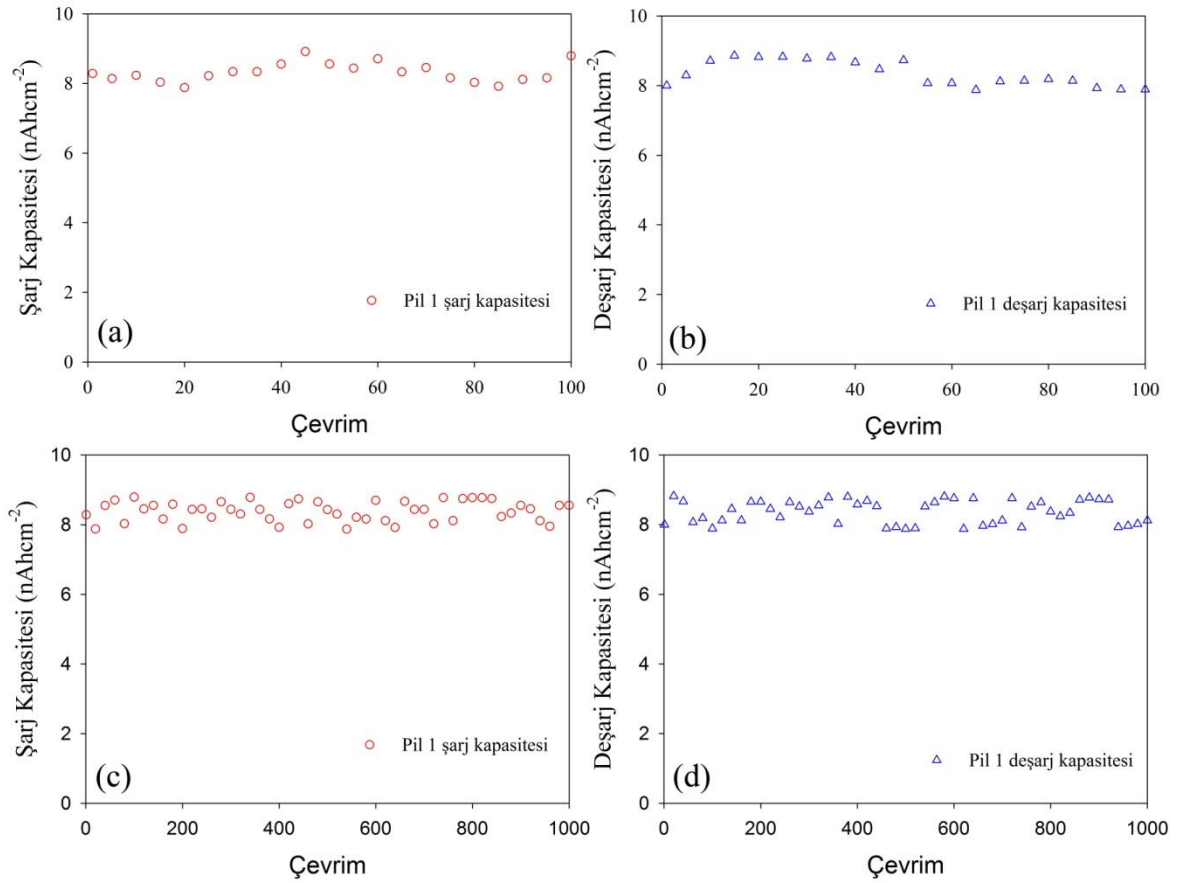 10
8
6
4
2
0
Şarj Kapasitesi (nAhcm⁻²)
Pil 1 şarj kapasitesi
(a)
0 20 40 60 80 100
Çevrim
10
8
6
4
2
0
Deşarj Kapasitesi (nAhcm⁻²)
Pil 1 deşarj kapasitesi
(b)
0 20 40 60 80 100
Çevrim
10
8
6
4
2
0
Şarj Kapasitesi (nAhcm⁻²)
Pil 1 şarj kapasitesi
(c)
0 200 400 600 800 1000
Çevrim
10
8
6
4
2
0
Deşarj Kapasitesi (nAhcm⁻²)
Pil 1 deşarj kapasitesi
(d)
0 200 400 600 800 1000
Çevrim